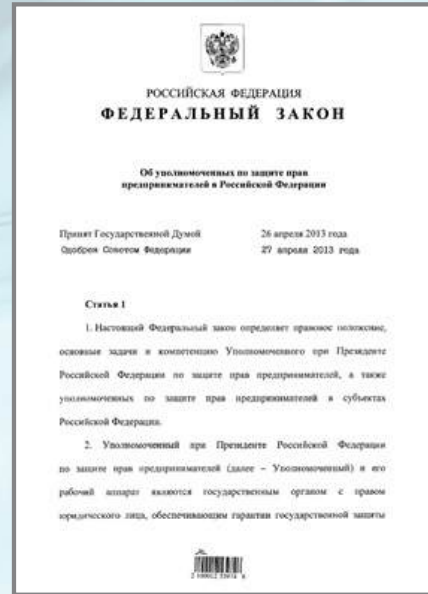 РОССИЙСКАЯ ФЕДЕРАЦИЯ
ФЕДЕРАЛЬНЫЙ ЗАКОН
Об уполномоченных по защите прав
предпринимателей в Российской Федерации
Принят Государственной Думой 26 апреля 2013 года
Одобрен Советом Федерации 27 апреля 2013 года
Статья 1
1. Настоящий Федеральный закон определяет правовое положение,
основные задачи и компетенцию Уполномоченного при Президенте
Российской Федерации по защите прав предпринимателей, а также
уполномоченных по защите прав предпринимателей в субъектах
Российской Федерации.
2. Уполномоченный при Президенте Российской Федерации
по защите прав предпринимателей (далее – Уполномоченный) и его
рабочий аппарат являются государственным органом с правом
юридического лица, обеспечивающим гарантии государственной защиты